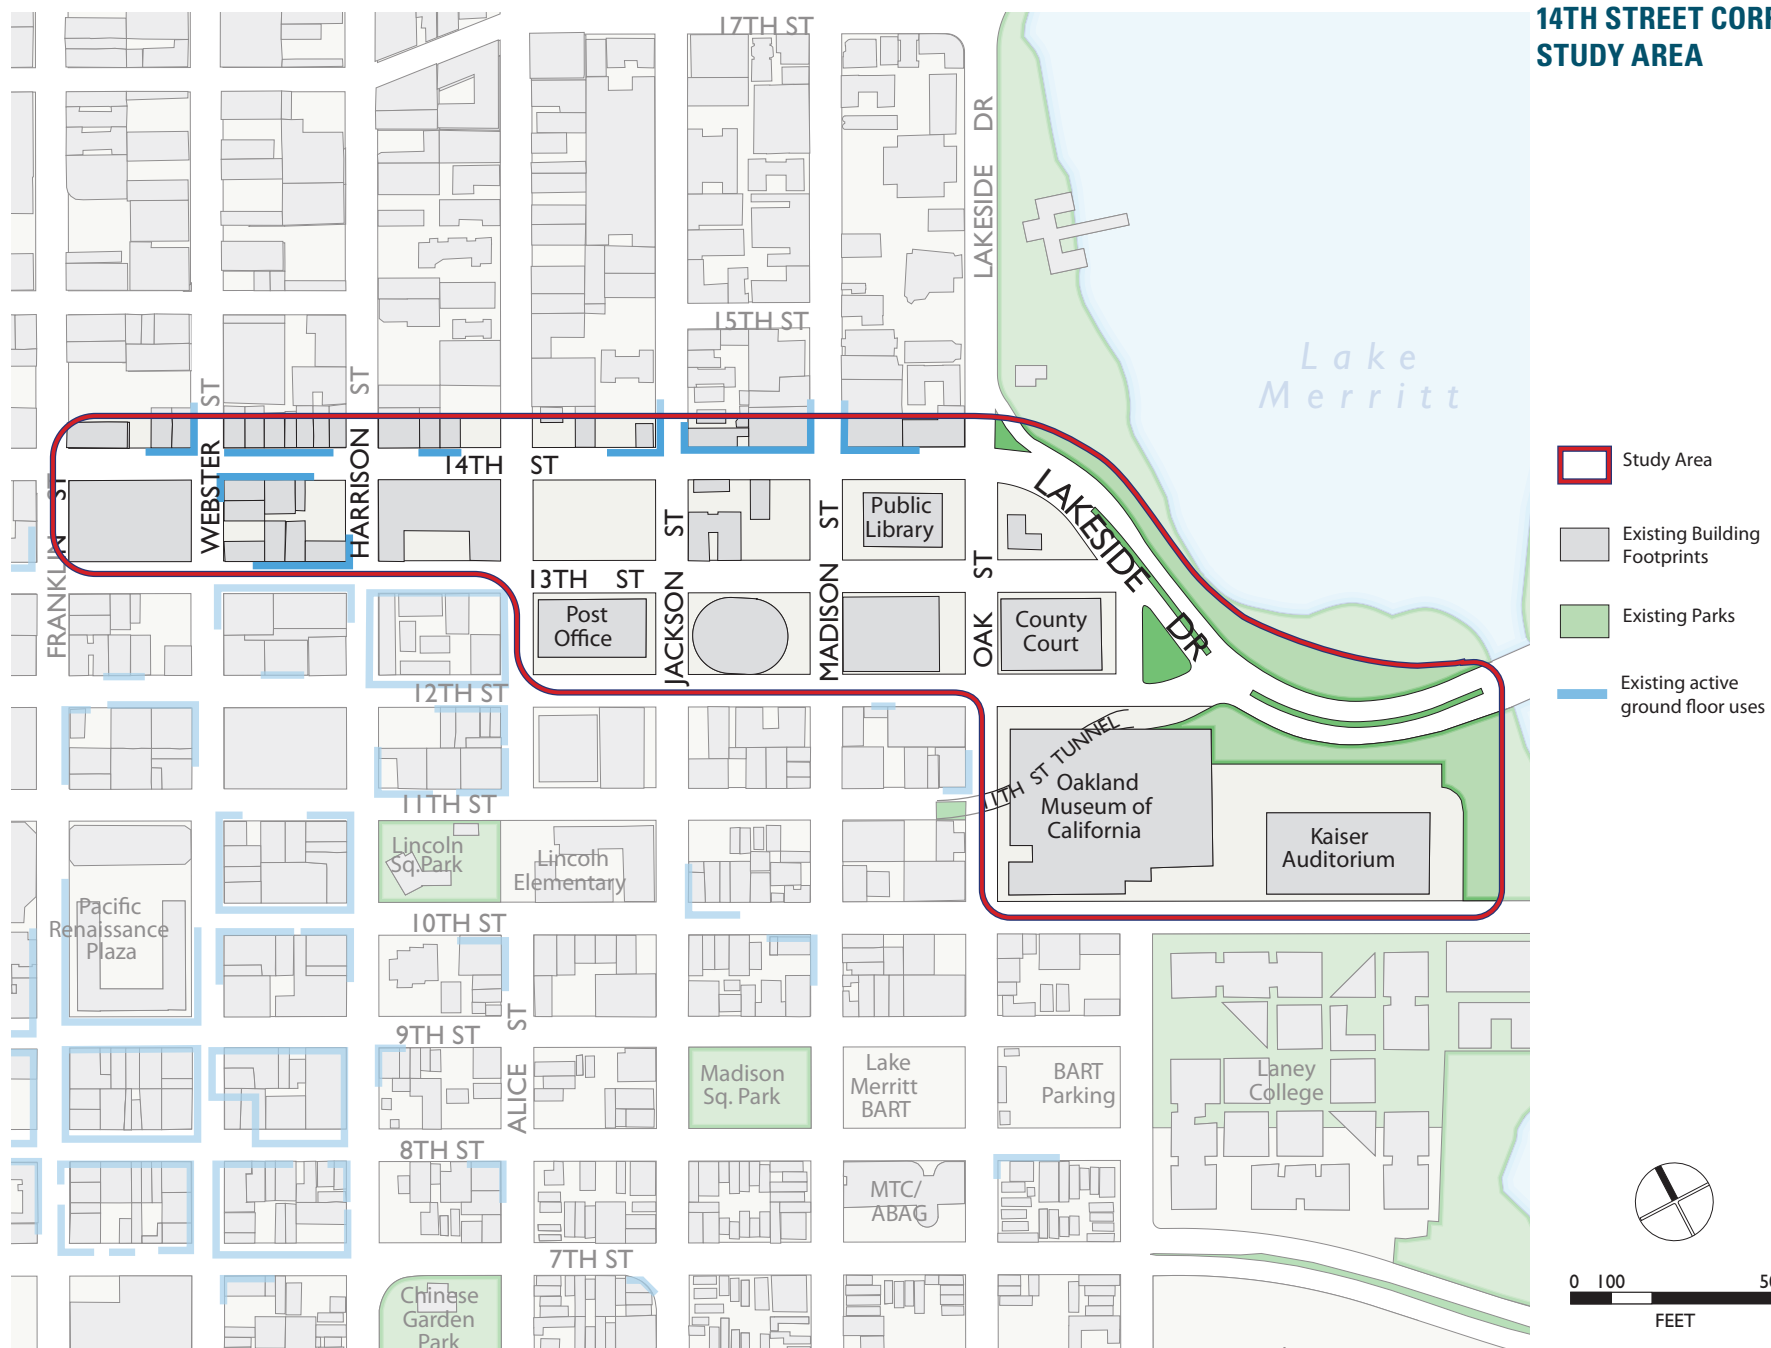 14TH STREET CORR
STUDY AREA
17TH ST
LAKESIDE DR
15TH ST
Lake
Merritt
ST
ST
WEBSTER
HARRISON
14TH ST
FRANKLIN ST
LAKESIDE DR
Public
Library
ST
ST
ST
13TH ST
Post
Office
JACKSON
MADISON
OAK
County
Court
12TH ST
11TH ST TUNNEL
Oakland
Museum of
California
Kaiser
Auditorium
11TH ST
Lincoln
Sq. Park
Lincoln
Elementary
Pacific
Renaissance
Plaza
10TH ST
9TH ST
ALICE ST
Madison
Sq. Park
Lake
Merritt
BART
BART
Parking
Laney
College
8TH ST
MTC/
ABAG
7TH ST
Chinese
Garden
Park
Study Area
Existing Building
Footprints
Existing Parks
Existing active
ground floor uses
0 100 50
FEET